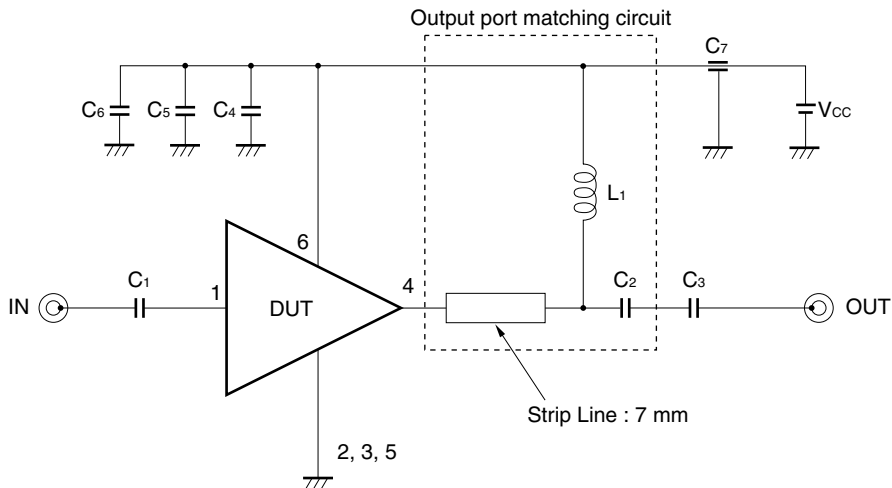 Output port matching circuit
C7
C6
C5
C4
VCC
L1
6
C1
1
DUT
4
C2
C3
IN
OUT
Strip Line : 7 mm
2, 3, 5